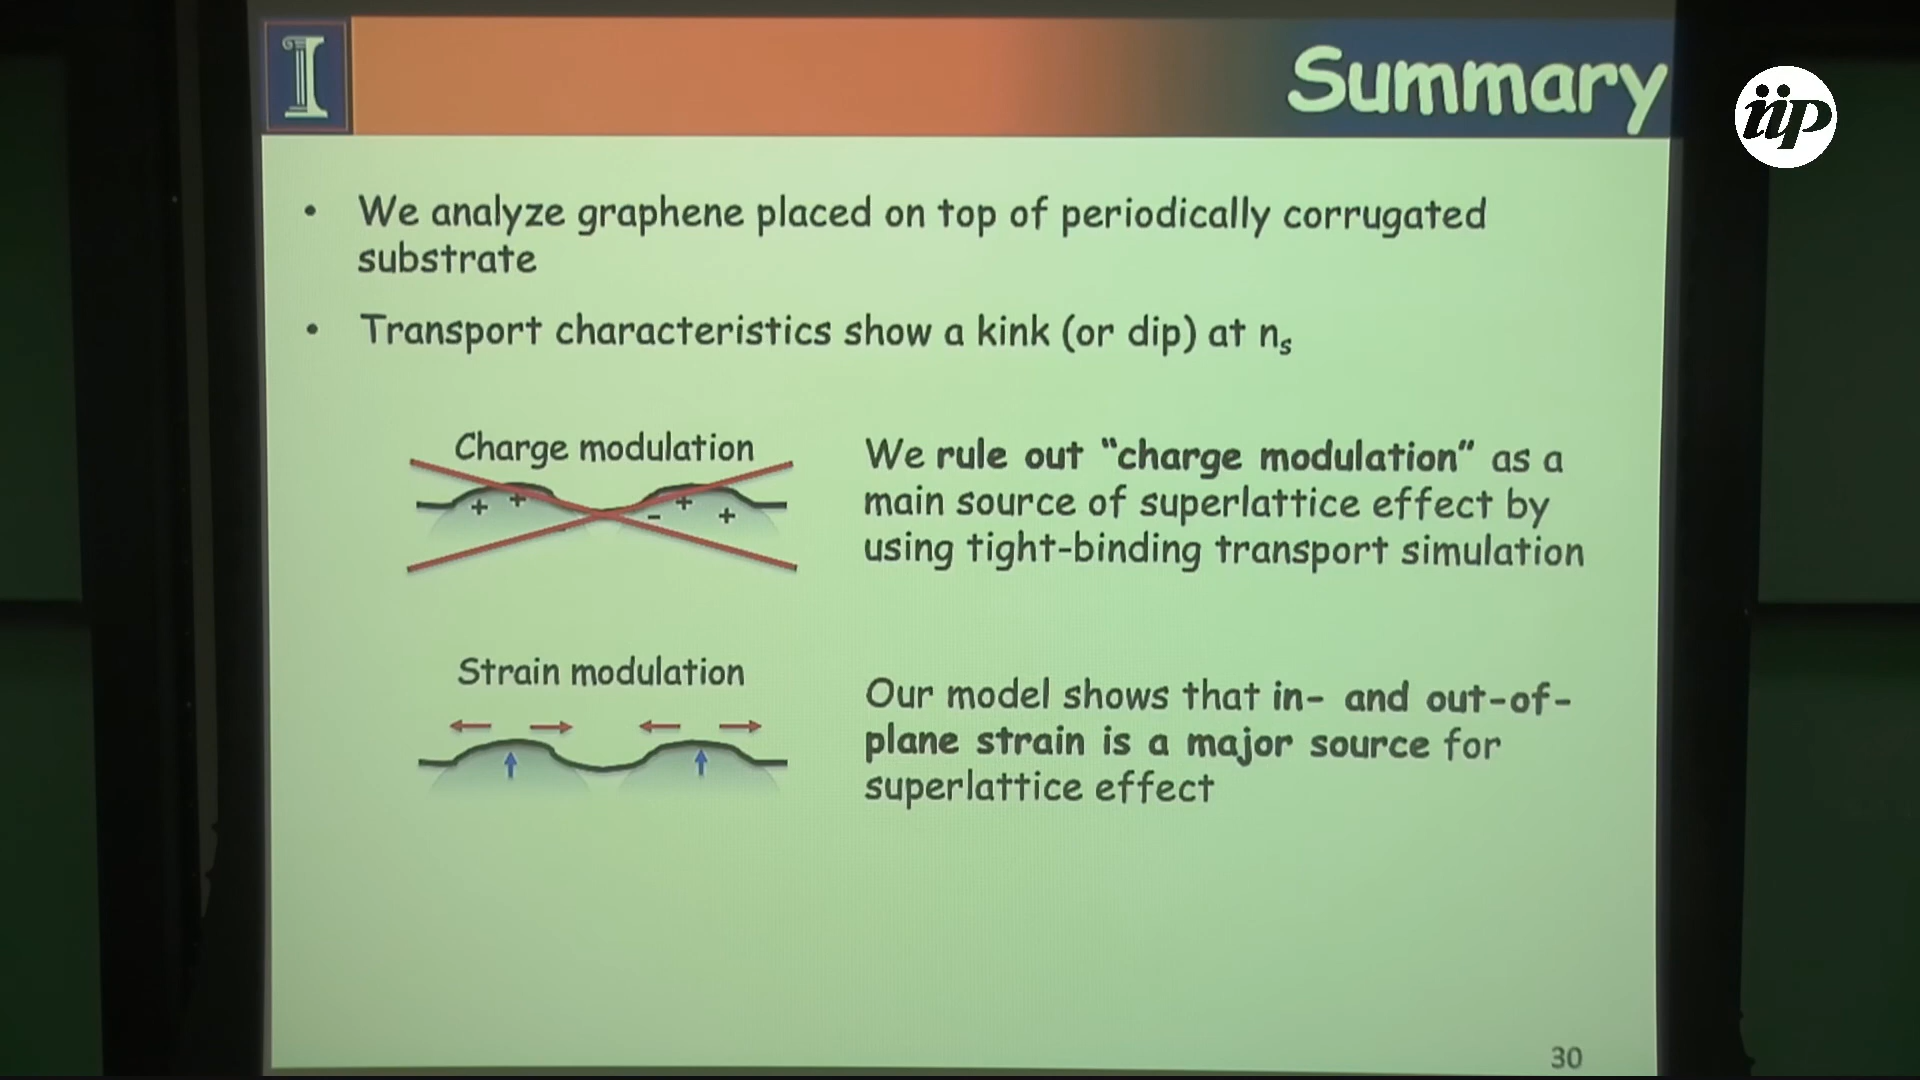 I
Summary
iip
• We analyze graphene placed on top of periodically corrugated
substrate
• Transport characteristics show a kink (or dip) at nₛ
Charge modulation
+ + - + +
We rule out “charge modulation” as a
main source of superlattice effect by
using tight-binding transport simulation
Strain modulation
Our model shows that in- and out-of-
plane strain is a major source for
superlattice effect
30